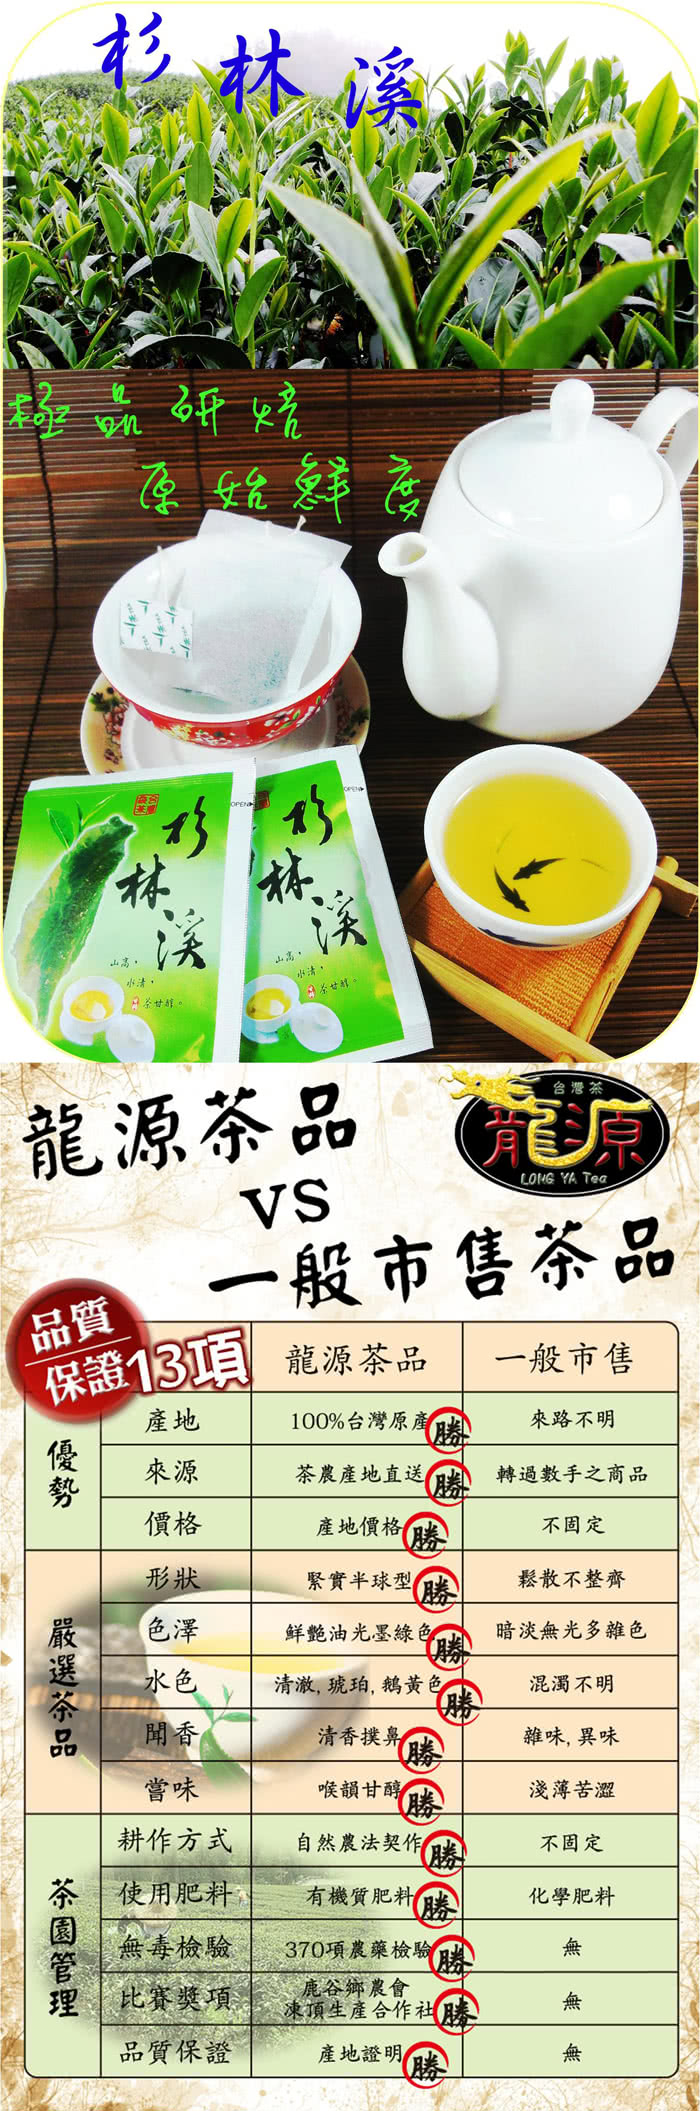 杉林溪
極品研焙
原始鮮度
OPEN
杉林溪
山高，
水清，
茶甘醇。
OPEN
杉林溪
山高，
水清，
茶甘醇。
龍源茶品
台灣茶
龍源
LONG YA Tea
VS
一般市售茶品
品質
保證13項
龍源茶品 一般市售
優勢
產地 100%台灣原產 勝 來路不明
來源 茶農產地直送 勝 轉過數手之商品
價格 產地價格 勝 不固定
嚴選茶品
形狀 緊實半球型 勝 鬆散不整齊
色澤 鮮艷油光墨綠色 勝 暗淡無光多雜色
水色 清澈,琥珀,鵝黃色 勝 混濁不明
聞香 清香撲鼻 勝 雜味,異味
嘗味 喉韻甘醇 勝 淺薄苦澀
茶園管理
耕作方式 自然農法契作 勝 不固定
使用肥料 有機質肥料 勝 化學肥料
無毒檢驗 370項農藥檢驗 勝 無
比賽獎項 鹿谷鄉農會
凍頂生產合作社 勝 無
品質保證 產地證明 勝 無